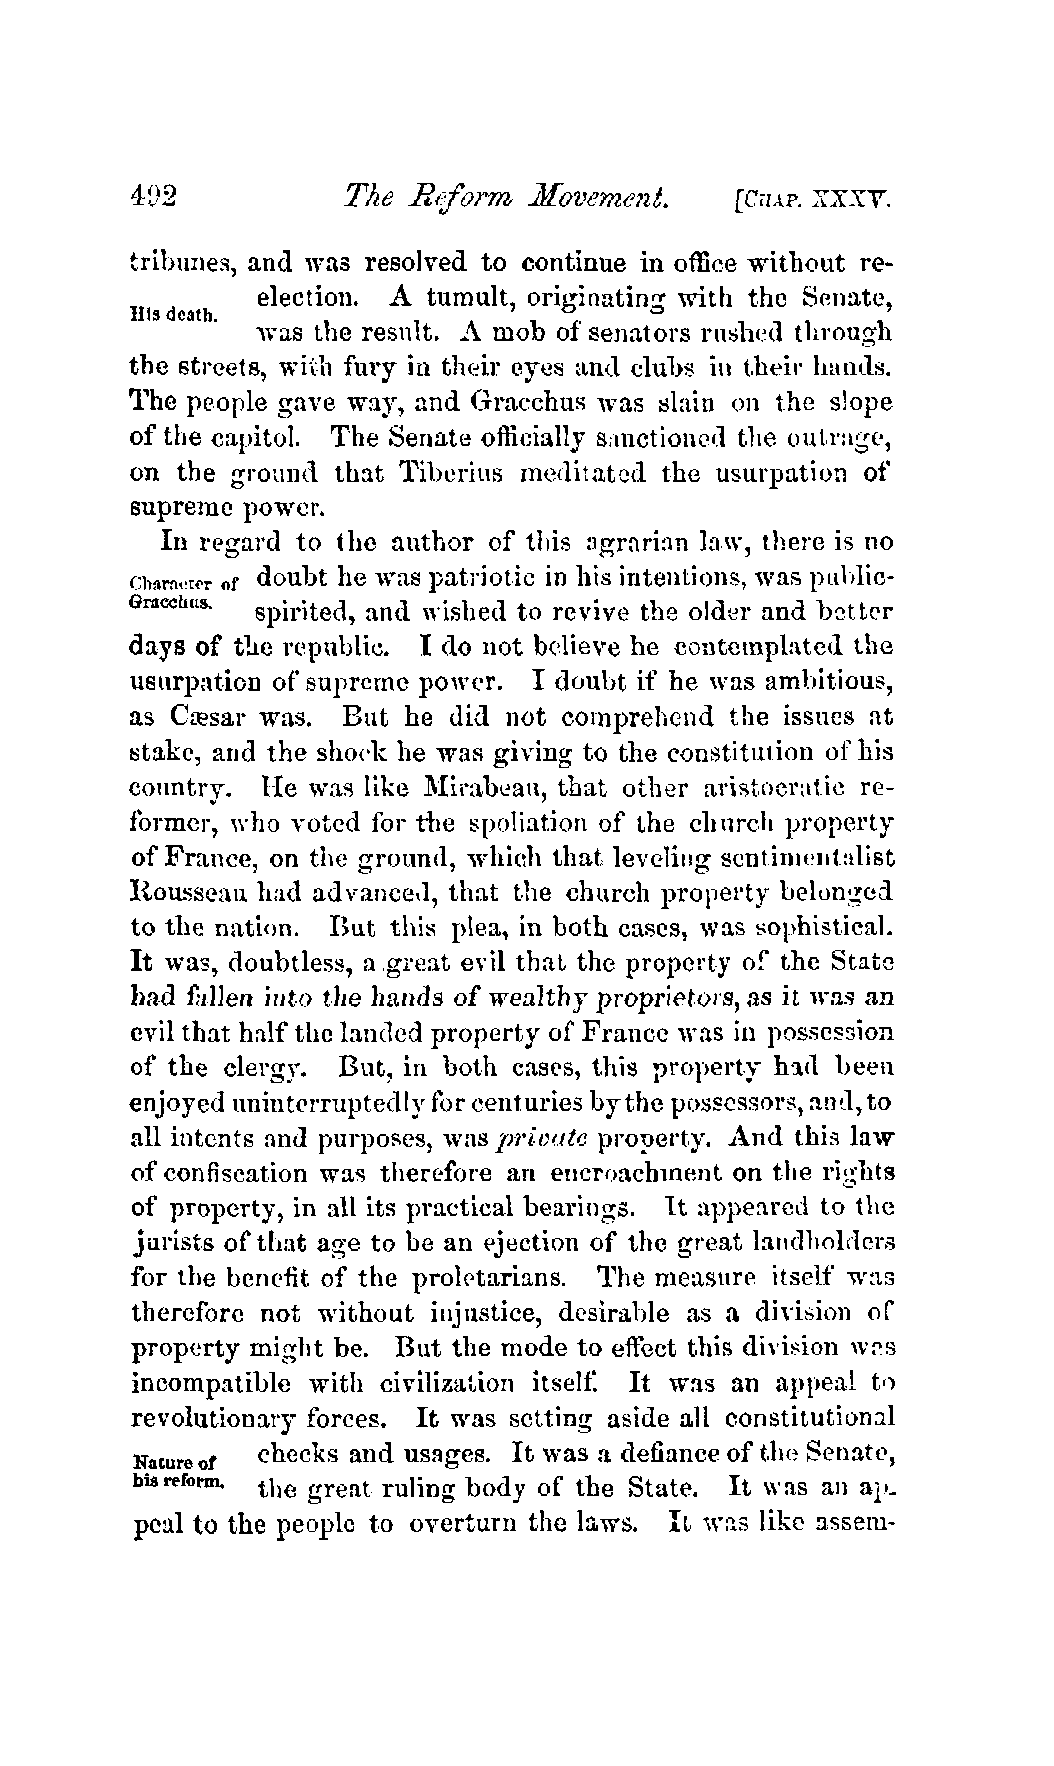 492 The Reform Movement. [CHAP. XXXV.
tribunes, and was resolved to continue in office without re-
election. A tumult, originating with the Senate,
His death.
was the result. A mob of senators rushed through
the streets, with fury in their eyes and clubs in their hands.
The people gave way, and Gracchus was slain on the slope
of the capitol. The Senate officially sanctioned the outrage,
on the ground that Tiberius meditated the usurpation of
supreme power.
In regard to the author of this agrarian law, there is no
Character of doubt he was patriotic in his intentions, was public-
Gracchus. spirited, and wished to revive the older and better
days of the republic. I do not believe he contemplated the
usurpation of supreme power. I doubt if he was ambitious,
as Cæsar was. But he did not comprehend the issues at
stake, and the shock he was giving to the constitution of his
country. He was like Mirabeau, that other aristocratic re-
former, who voted for the spoliation of the church property
of France, on the ground, which that leveling sentimentalist
Rousseau had advanced, that the church property belonged
to the nation. But this plea, in both cases, was sophistical.
It was, doubtless, a great evil that the property of the State
had fallen into the hands of wealthy proprietors, as it was an
evil that half the landed property of France was in possession
of the clergy. But, in both cases, this property had been
enjoyed uninterruptedly for centuries by the possessors, and, to
all intents and purposes, was private property. And this law
of confiscation was therefore an encroachment on the rights
of property, in all its practical bearings. It appeared to the
jurists of that age to be an ejection of the great landholders
for the benefit of the proletarians. The measure itself was
therefore not without injustice, desirable as a division of
property might be. But the mode to effect this division was
incompatible with civilization itself. It was an appeal to
revolutionary forces. It was setting aside all constitutional
Nature of checks and usages. It was a defiance of the Senate,
his reform. the great ruling body of the State. It was an ap-
peal to the people to overturn the laws. It was like assem-